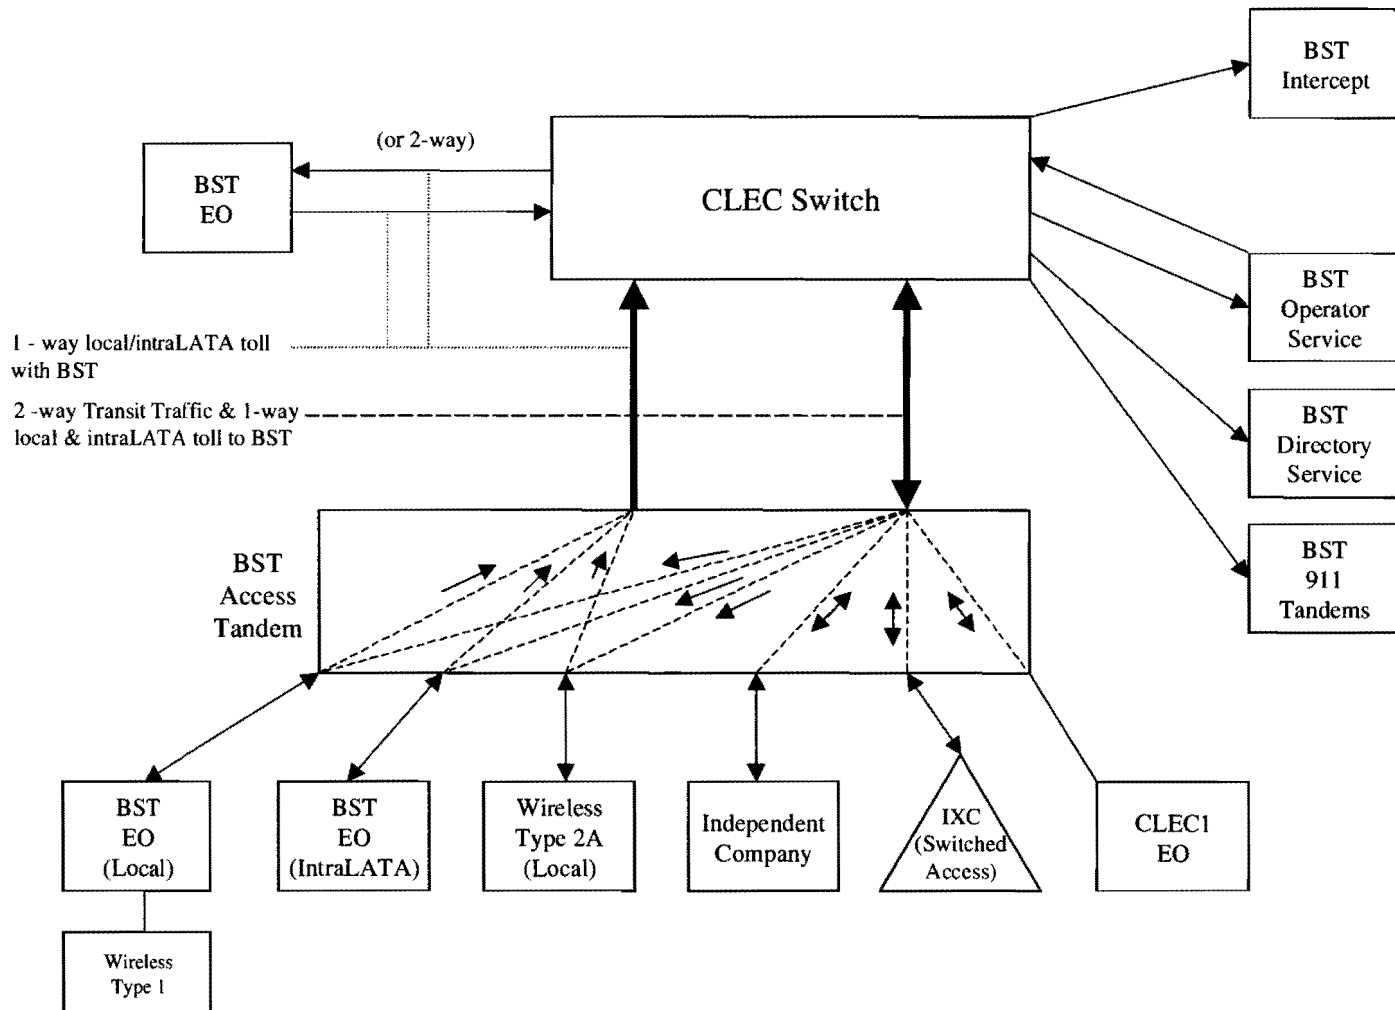 BST
Intercept
(or 2-way)
BST
EO
CLEC Switch
BST
Operator
Service
1 - way local/intraLATA toll
with BST
2 -way Transit Traffic & 1-way
local & intraLATA toll to BST
BST
Directory
Service
BST
Access
Tandem
BST
911
Tandems
BST
EO
(Local)
BST
EO
(IntraLATA)
Wireless
Type 2A
(Local)
Independent
Company
IXC
(Switched
Access)
CLEC1
EO
Wireless
Type 1